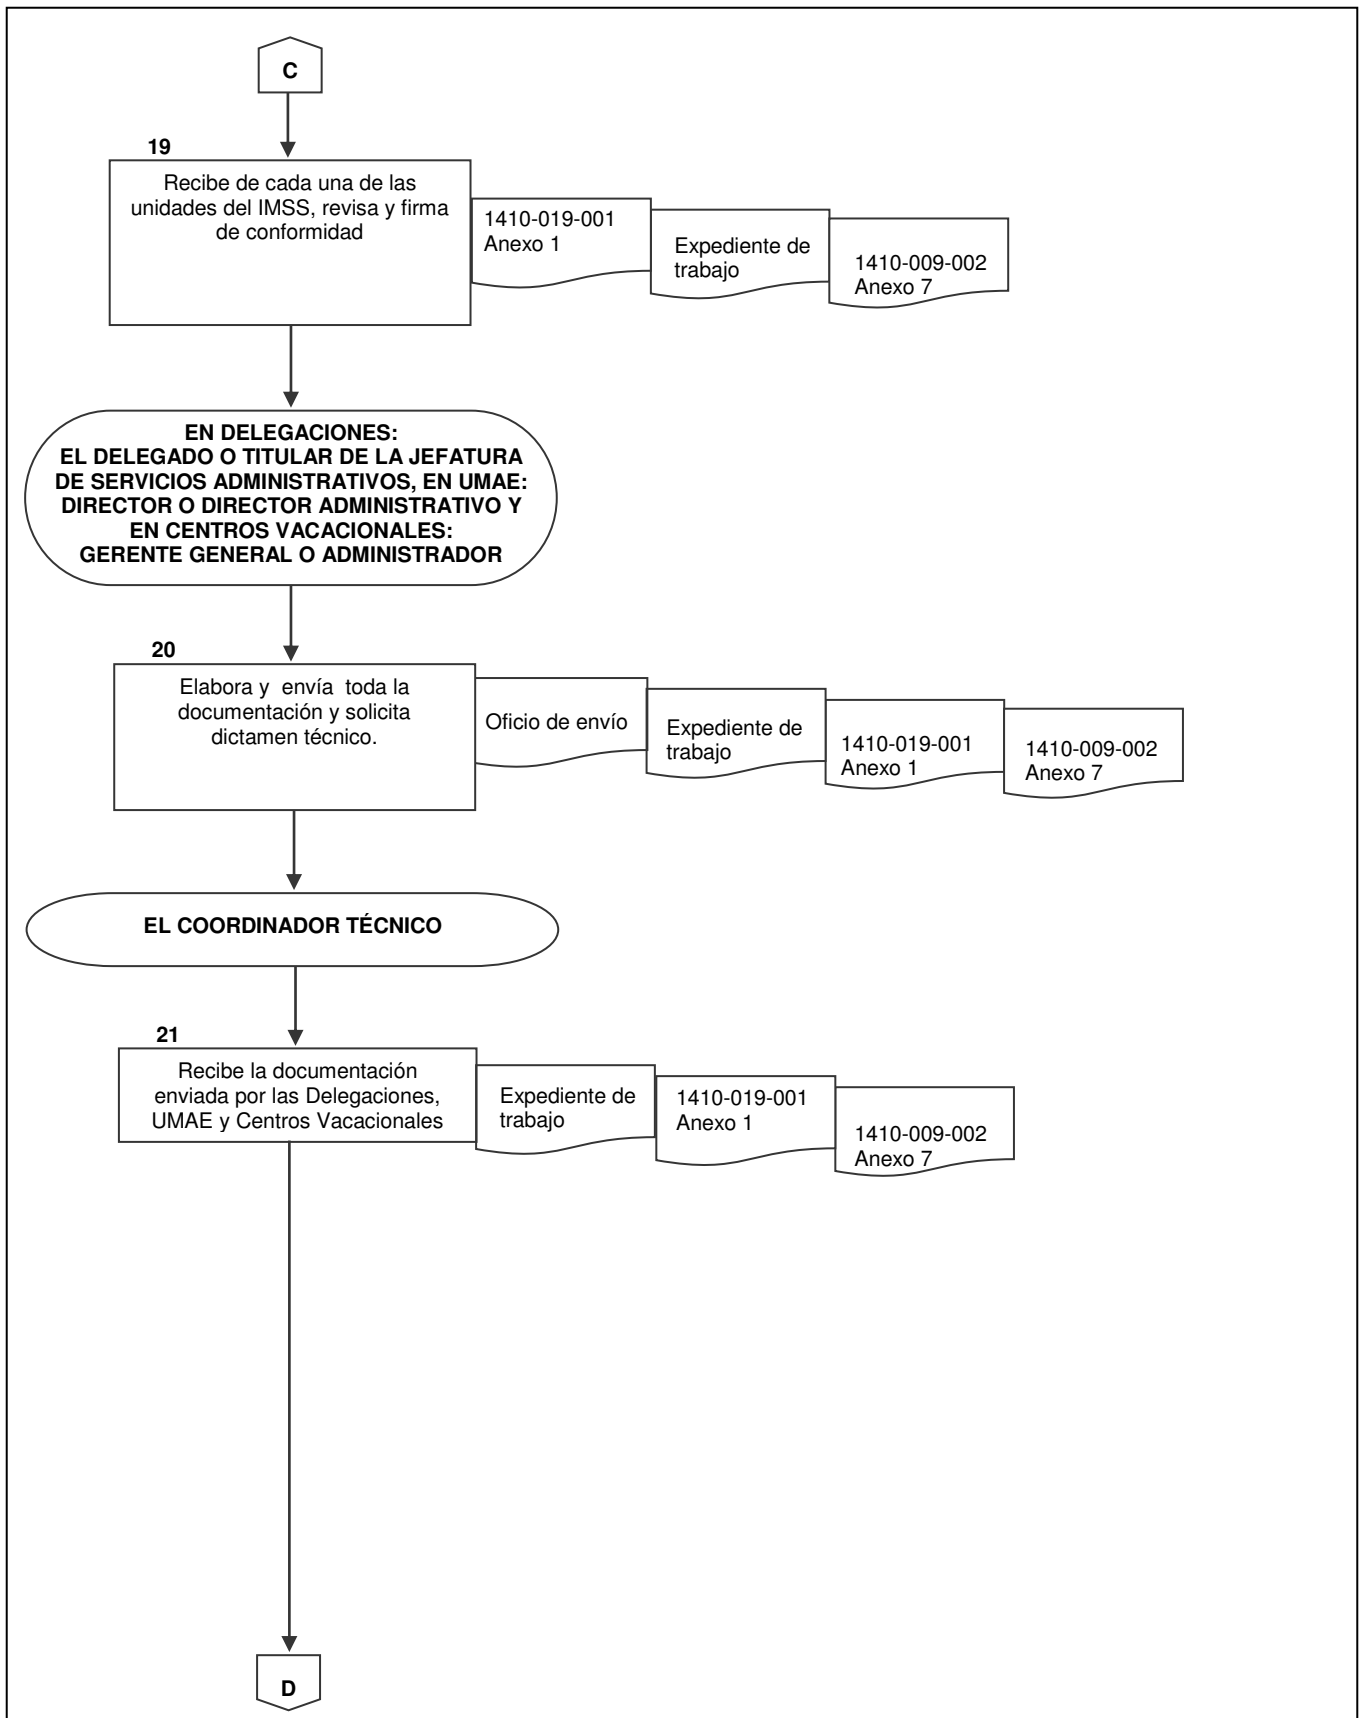 C
19
Recibe de cada una de las
unidades del IMSS, revisa y firma
de conformidad
1410-019-001
Anexo 1
Expediente de
trabajo
1410-009-002
Anexo 7
EN DELEGACIONES:
EL DELEGADO O TITULAR DE LA JEFATURA
DE SERVICIOS ADMINISTRATIVOS, EN UMAE:
DIRECTOR O DIRECTOR ADMINISTRATIVO Y
EN CENTROS VACACIONALES:
GERENTE GENERAL O ADMINISTRADOR
20
Elabora y envía toda la
documentación y solicita
dictamen técnico.
Oficio de envío
Expediente de
trabajo
1410-019-001
Anexo 1
1410-009-002
Anexo 7
EL COORDINADOR TÉCNICO
21
Recibe la documentación
enviada por las Delegaciones,
UMAE y Centros Vacacionales
Expediente de
trabajo
1410-019-001
Anexo 1
1410-009-002
Anexo 7
D